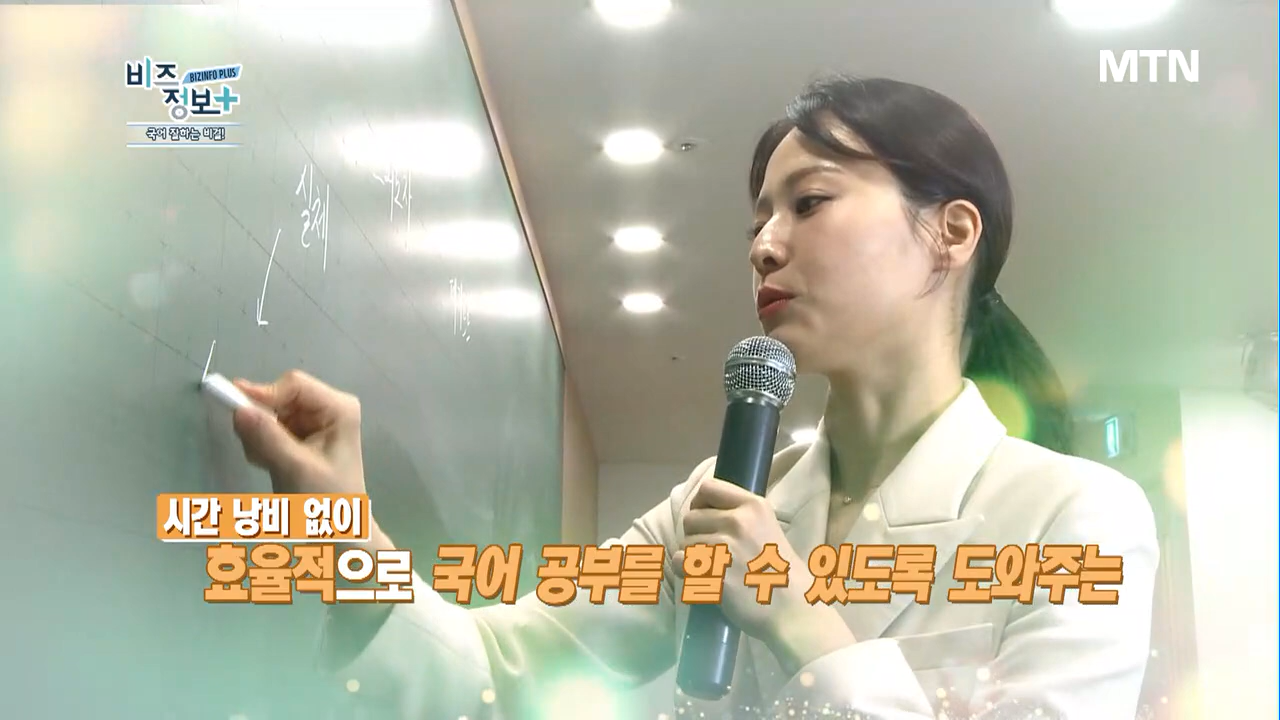 비즈 BIZINFO PLUS
정보+
국어 잘하는 비결!
MTN
실체
시간 낭비 없이
효율적으로 국어 공부를 할 수 있도록 도와주는